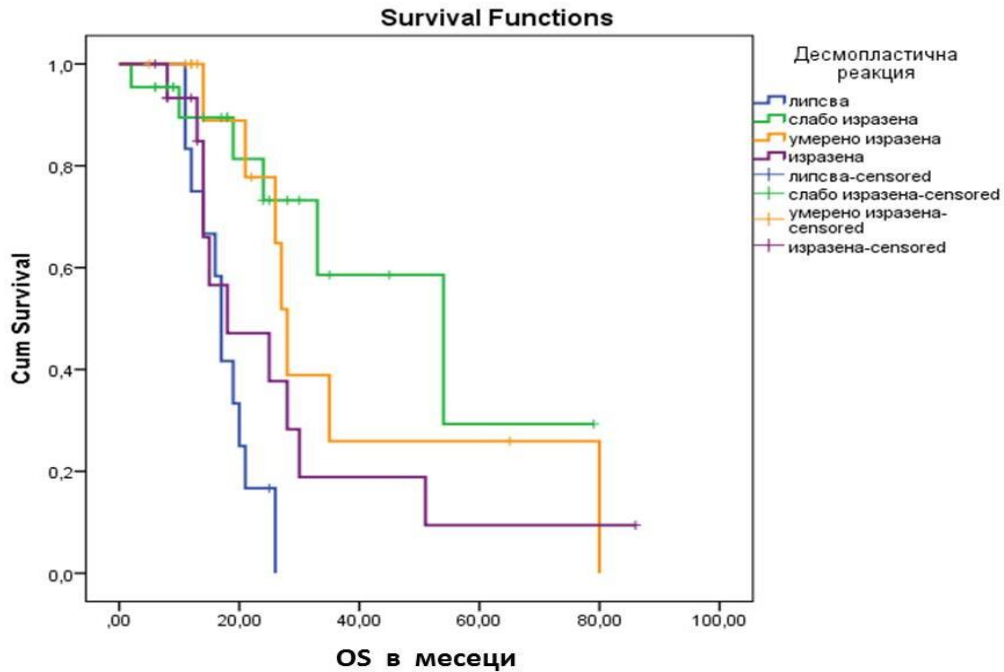 Survival Functions
Десмопластична
реакция
липсва
слабо изразена
умерено изразена
изразена
липсва-censored
слабо изразена-censored
умерено изразена-
censored
изразена-censored
Cum Survival
1,0
0,8
0,6
0,4
0,2
0,0
,00 20,00 40,00 60,00 80,00 100,00
OS в месеци